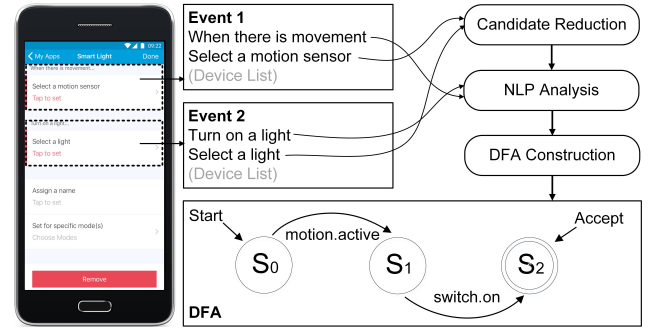 09:22
My Apps
Smart Light
Done
When there is movement...
Select a motion sensor
Tap to set
Turn on a light...
Select a light
Tap to set
Assign a name
Tap to set
Set for specific mode(s)
Choose Modes
Remove
Event 1
When there is movement
Select a motion sensor
(Device List)
Event 2
Turn on a light
Select a light
(Device List)
Candidate Reduction
NLP Analysis
DFA Construction
Start
motion.active
Accept
S0
S1
S2
switch.on
DFA